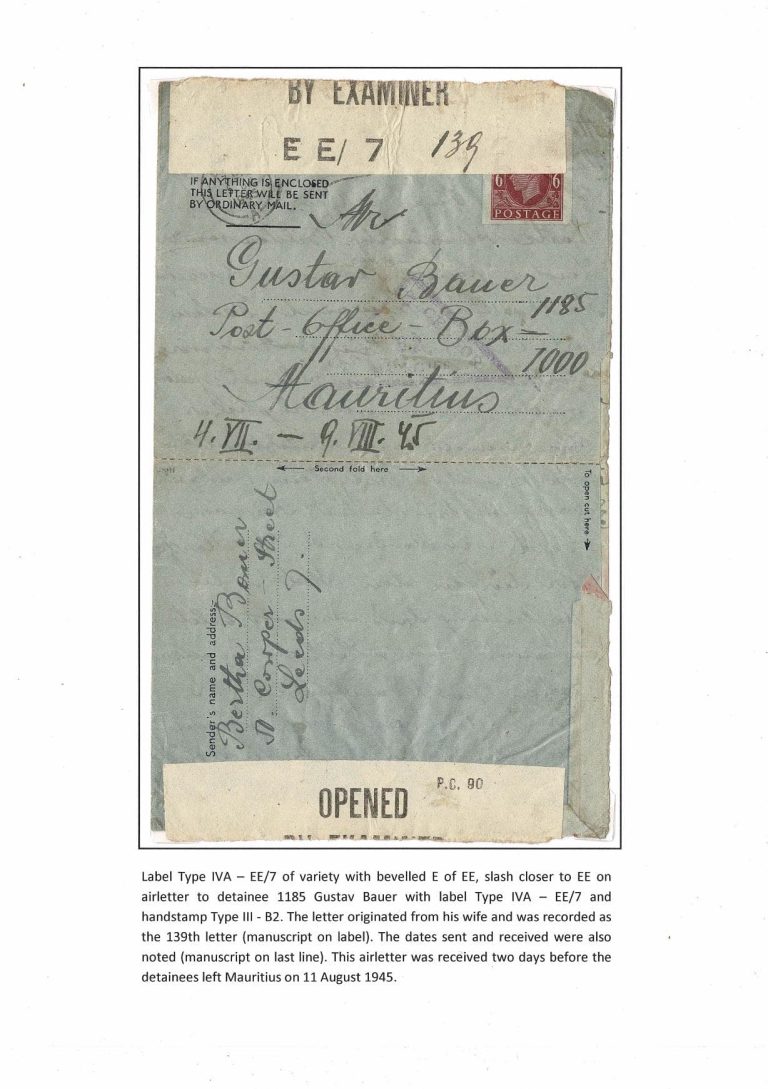 BY EXAMINER
E E/ 7 139
IF ANYTHING IS ENCLOSED
THIS LETTER WILL BE SENT
BY ORDINARY MAIL.
6 6
POSTAGE
Mr
Gustav Bauer
1185
Post - Office - Box =
1000
Mauritius
4. VII. — 9. VIII. 45
Second fold here
To open cut here
Sender's name and address:-
Bertha Bauer
Cowper - Street
Leeds 7.
P.C. 90
OPENED
BY EXAMINER
Label Type IVA – EE/7 of variety with bevelled E of EE, slash closer to EE on
airletter to detainee 1185 Gustav Bauer with label Type IVA – EE/7 and
handstamp Type III - B2. The letter originated from his wife and was recorded as
the 139th letter (manuscript on label). The dates sent and received were also
noted (manuscript on last line). This airletter was received two days before the
detainees left Mauritius on 11 August 1945.